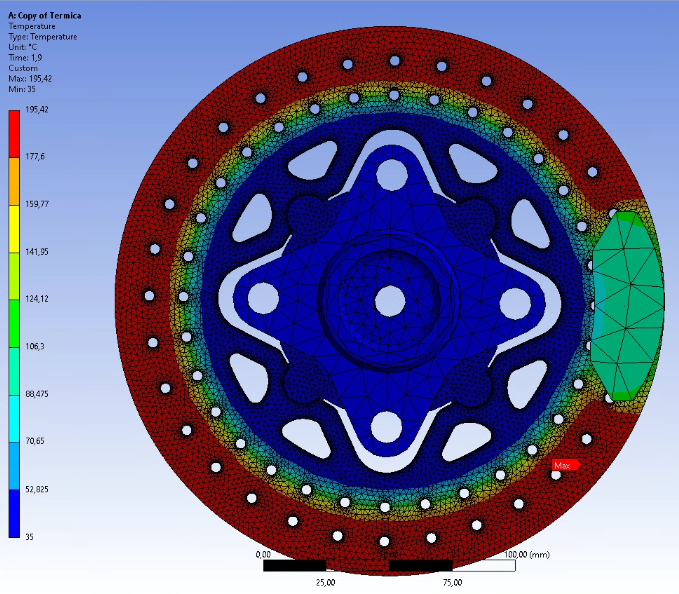 A: Copy of Termica
Temperature
Type: Temperature
Unit: °C
Time: 1,9
Custom
Max: 195,42
Min: 35
195,42
177,6
159,77
141,95
124,12
106,3
88,475
70,65
52,825
35
Max
0,00 100,00 (mm)
25,00 75,00